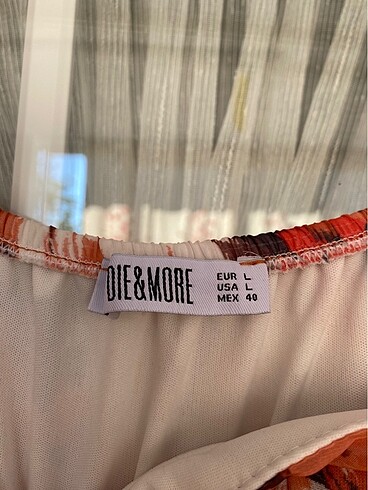 DIE&MORE
EUR L
USA L
MEX 40